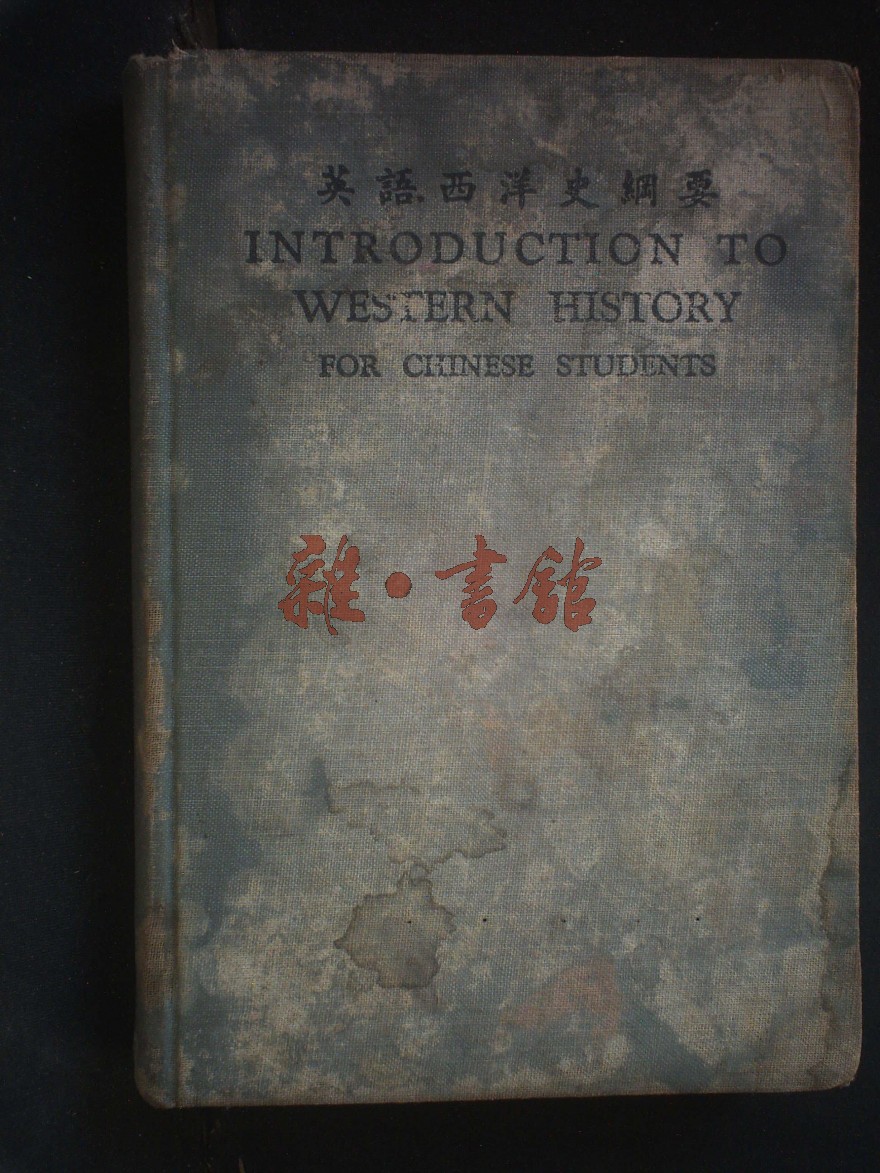 英語西洋史綱要
INTRODUCTION TO
WESTERN HISTORY
FOR CHINESE STUDENTS
雜·書館